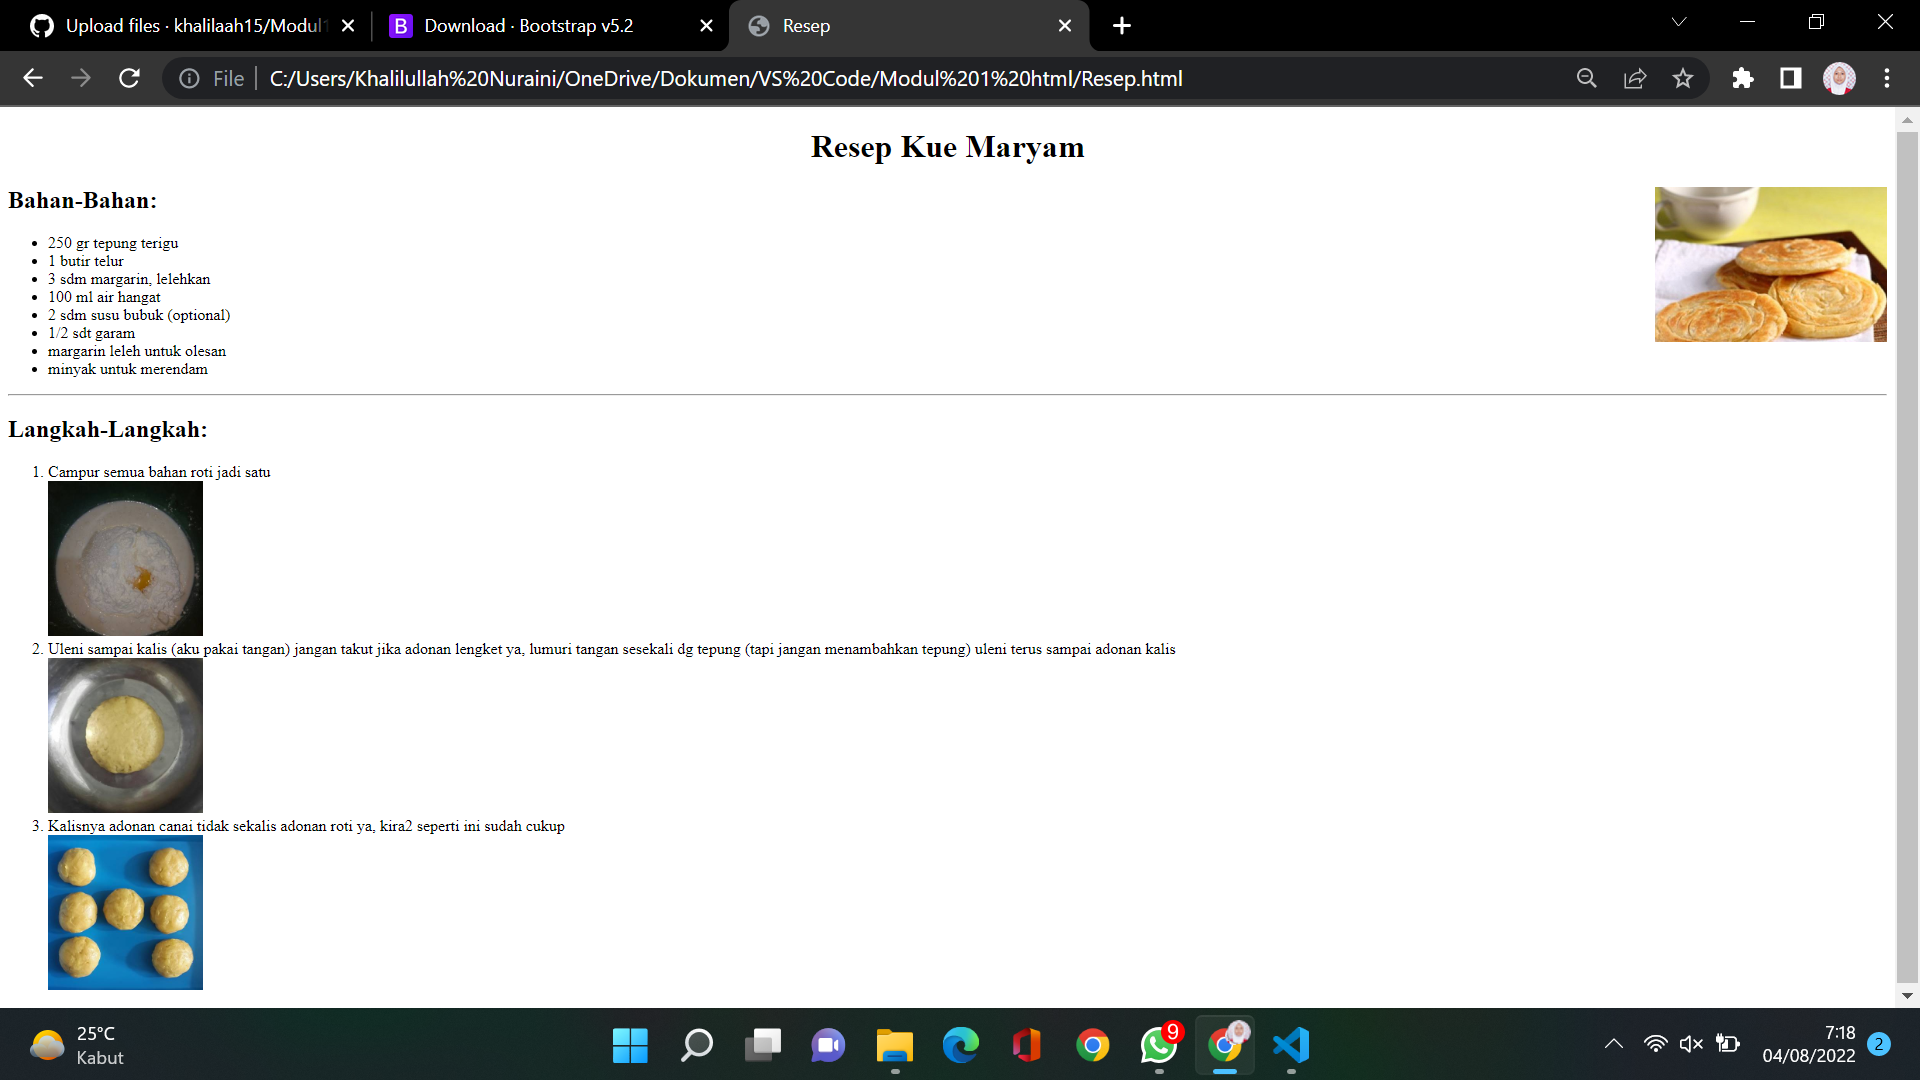 Upload files · khalilaah15/Modul1
Download · Bootstrap v5.2
Resep
File
C:/Users/Khalilullah%20Nuraini/OneDrive/Dokumen/VS%20Code/Modul%201%20html/Resep.html
Resep Kue Maryam
Bahan-Bahan:
• 250 gr tepung terigu
• 1 butir telur
• 3 sdm margarin, lelehkan
• 100 ml air hangat
• 2 sdm susu bubuk (optional)
• 1/2 sdt garam
• margarin leleh untuk olesan
• minyak untuk merendam
Langkah-Langkah:
1. Campur semua bahan roti jadi satu
2. Uleni sampai kalis (aku pakai tangan) jangan takut jika adonan lengket ya, lumuri tangan sesekali dg tepung (tapi jangan menambahkan tepung) uleni terus sampai adonan kalis
3. Kalisnya adonan canai tidak sekalis adonan roti ya, kira2 seperti ini sudah cukup
25°C
Kabut
9
7:18
04/08/2022
2